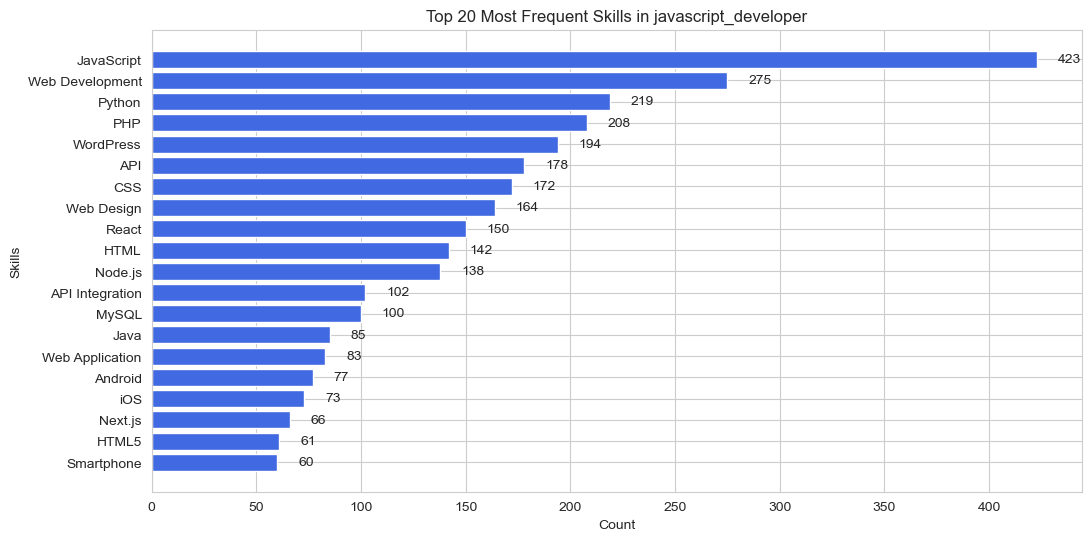 Top 20 Most Frequent Skills in javascript_developer
Skills
JavaScript 423
Web Development 275
Python 219
PHP 208
WordPress 194
API 178
CSS 172
Web Design 164
React 150
HTML 142
Node.js 138
API Integration 102
MySQL 100
Java 85
Web Application 83
Android 77
iOS 73
Next.js 66
HTML5 61
Smartphone 60
0 50 100 150 200 250 300 350 400
Count